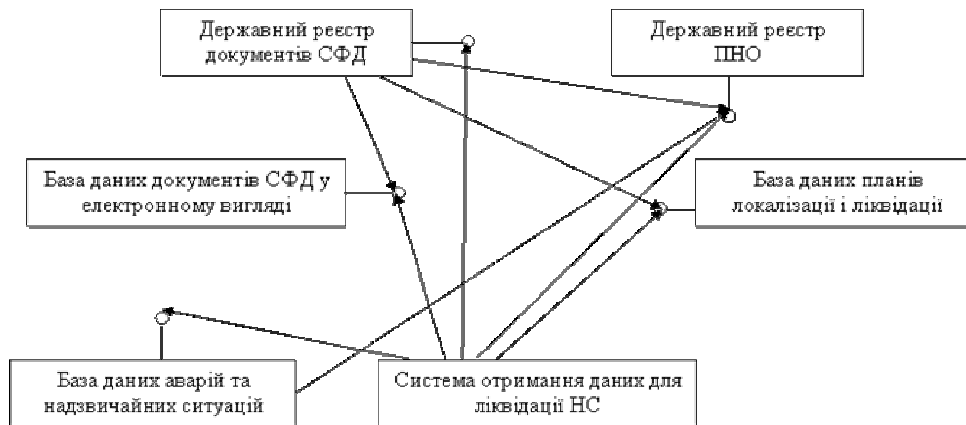 Державний реєстр
документів СФД
Державний реєстр
ПНО
База даних документів СФД у
електронному вигляді
База даних планів
локалізації і ліквідації
База даних аварій та
надзвичайних ситуацій
Система отримання даних для
ліквідації НС